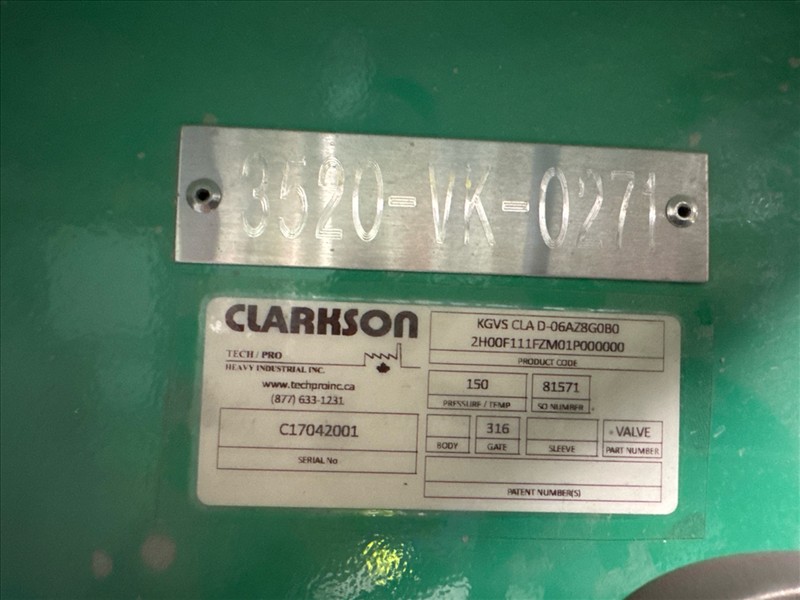 3520-VK-0271
CLARKSON
TECH / PRO
HEAVY INDUSTRIAL INC.
www.techproinc.ca
(877) 633-1231
C17042001
SERIAL No
KGVS CLA D-06AZ8G0B0
2H00F111FZM01P000000
PRODUCT CODE
150
81571
PRESSURE / TEMP
SO NUMBER
316
VALVE
BODY
GATE
SLEEVE
PART NUMBER
PATENT NUMBER(S)